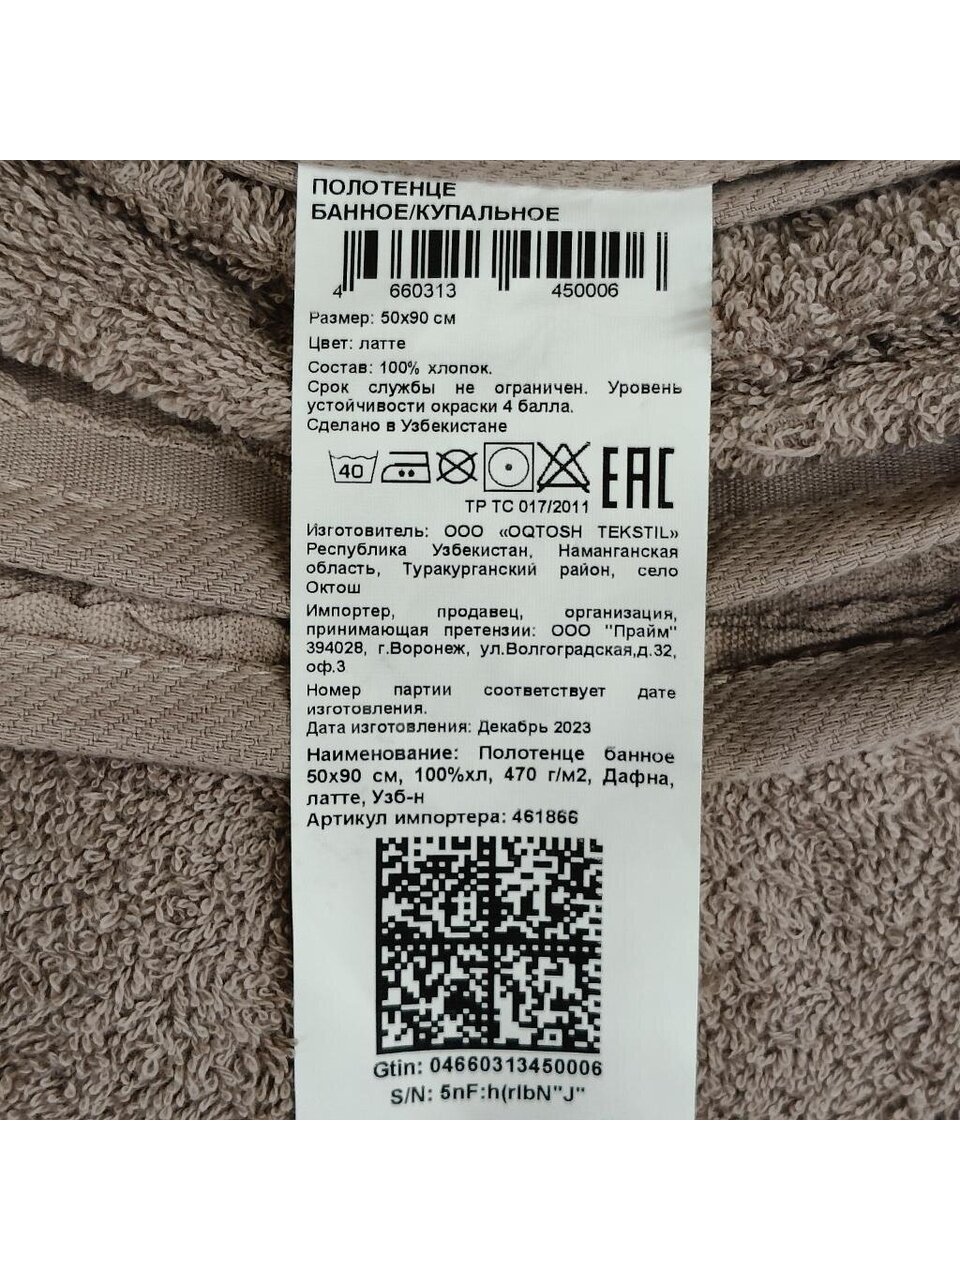 ПОЛОТЕНЦЕ
БАННОЕ/КУПАЛЬНОЕ
4 660313 450006
Размер: 50х90 см
Цвет: латте
Состав: 100% хлопок.
Срок службы не ограничен. Уровень
устойчивости окраски 4 балла.
Сделано в Узбекистане
40
ЕАС
ТР ТС 017/2011
Изготовитель: ООО «OQTOSH TEKSTIL»
Республика Узбекистан, Наманганская
область, Туракурганский район, село
Октош
Импортер, продавец, организация,
принимающая претензии: ООО "Прайм"
394028, г.Воронеж, ул.Волгоградская,д.32,
оф.3
Номер партии соответствует дате
изготовления.
Дата изготовления: Декабрь 2023
Наименование: Полотенце банное
50х90 см, 100%хл, 470 г/м2, Дафна,
латте, Узб-н
Артикул импортера: 461866
Gtin: 04660313450006
S/N: 5nF:h(rIbN"J"